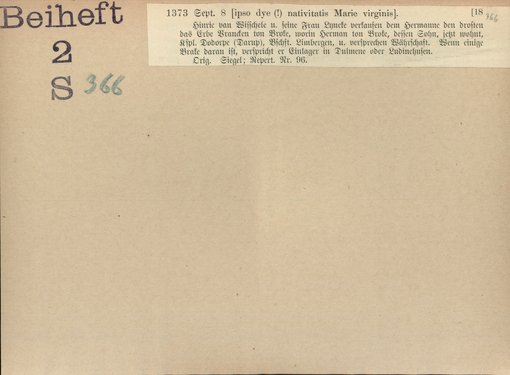 Beiheft
2
S 366
1373 Sept. 8 [ipso dye (!) nativitatis Marie virginis]. [18
366
Hinric van Wisschele u. seine Frau Lyneke verkaufen dem Hermanne den drosten
das Erbe Vrancken ton Broke, worin Herman ton Broke, dessen Sohn, jetzt wohnt,
Kspl. Dodorpe (Darup), Bschft. Limbergen, u. versprechen Währschaft. Wenn einige
Brake daran ist, verspricht er Einlager in Dulmene oder Ludinchusen.
Orig. Siegel; Repert. Nr. 96.